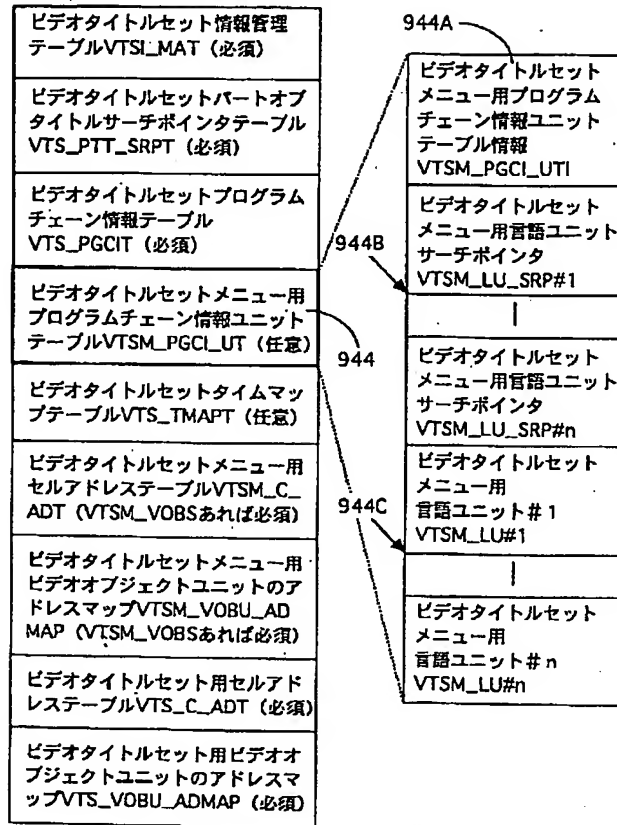 ビデオタイトルセット情報管理
テーブルVTSI_MAT（必須）
ビデオタイトルセットパートオブ
タイトルサーチポインタテーブル
VTS_PTT_SRPT（必須）
ビデオタイトルセットプログラム
チェーン情報テーブル
VTS_PGCIT（必須）
ビデオタイトルセットメニュー用
プログラムチェーン情報ユニット
テーブルVTSM_PGCI_UT（任意）
ビデオタイトルセットタイムマッ
プテーブルVTS_TMAPT（任意）
ビデオタイトルセットメニュー用
セルアドレステーブルVTSM_C_
ADT（VTSM_VOBSあれば必須）
ビデオタイトルセットメニュー用
ビデオオブジェクトユニットのア
ドレスマップVTSM_VOBU_AD
MAP（VTSM_VOBSあれば必須）
ビデオタイトルセット用セルアド
レステーブルVTS_C_ADT（必須）
ビデオタイトルセット用ビデオオ
ブジェクトユニットのアドレスマ
ップVTS_VOBU_ADMAP（必須）
944
944A
ビデオタイトルセット
メニュー用プログラム
チェーン情報ユニット
テーブル情報
VTSM_PGCI_UTI
944B
ビデオタイトルセット
メニュー用言語ユニット
サーチポインタ
VTSM_LU_SRP#1
ビデオタイトルセット
メニュー用言語ユニット
サーチポインタ
VTSM_LU_SRP#n
944C
ビデオタイトルセット
メニュー用
言語ユニット＃1
VTSM_LU#1
ビデオタイトルセット
メニュー用
言語ユニット＃n
VTSM_LU#n